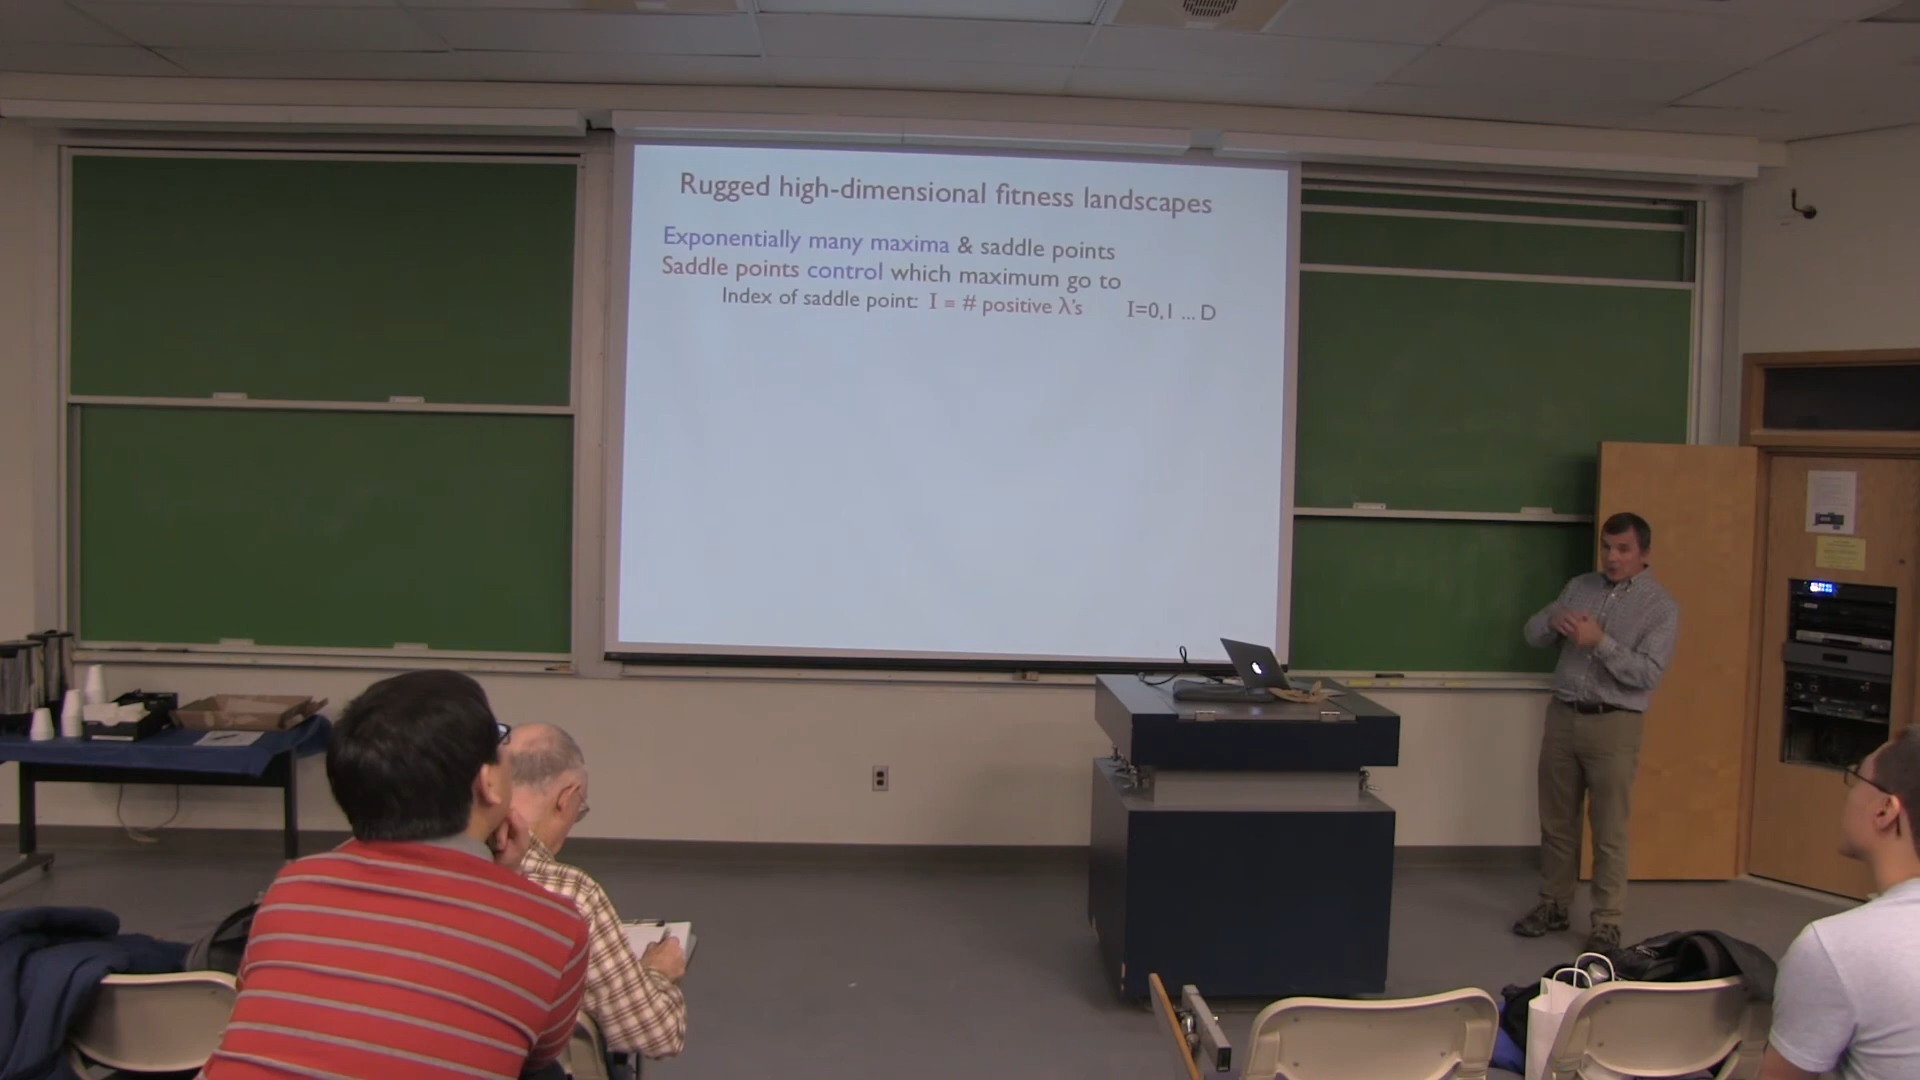 Rugged high-dimensional fitness landscapes
Exponentially many maxima & saddle points
Saddle points control which maximum go to
Index of saddle point: I = # positive λ's I=0,1 ... D